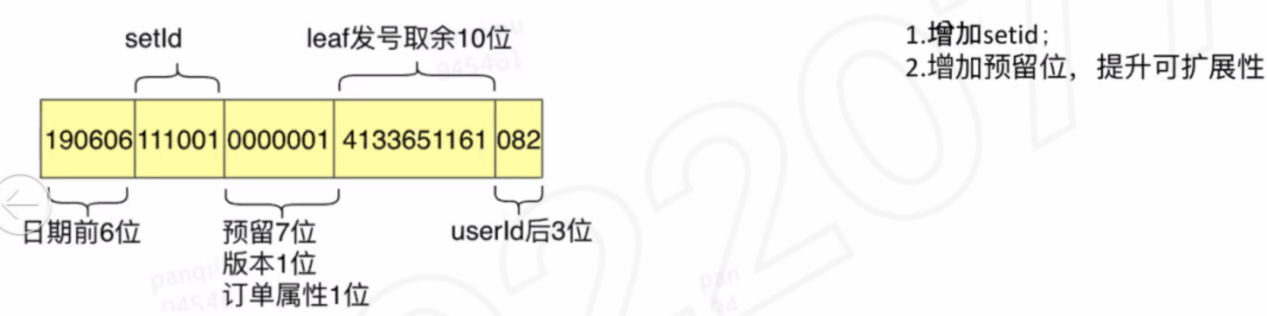 setId
leaf发号取余10位
190606 111001 0000001 4133651161 082
日期前6位
预留7位
版本1位
订单属性1位
userId后3位
1.增加setid;
2.增加预留位，提升可扩展性